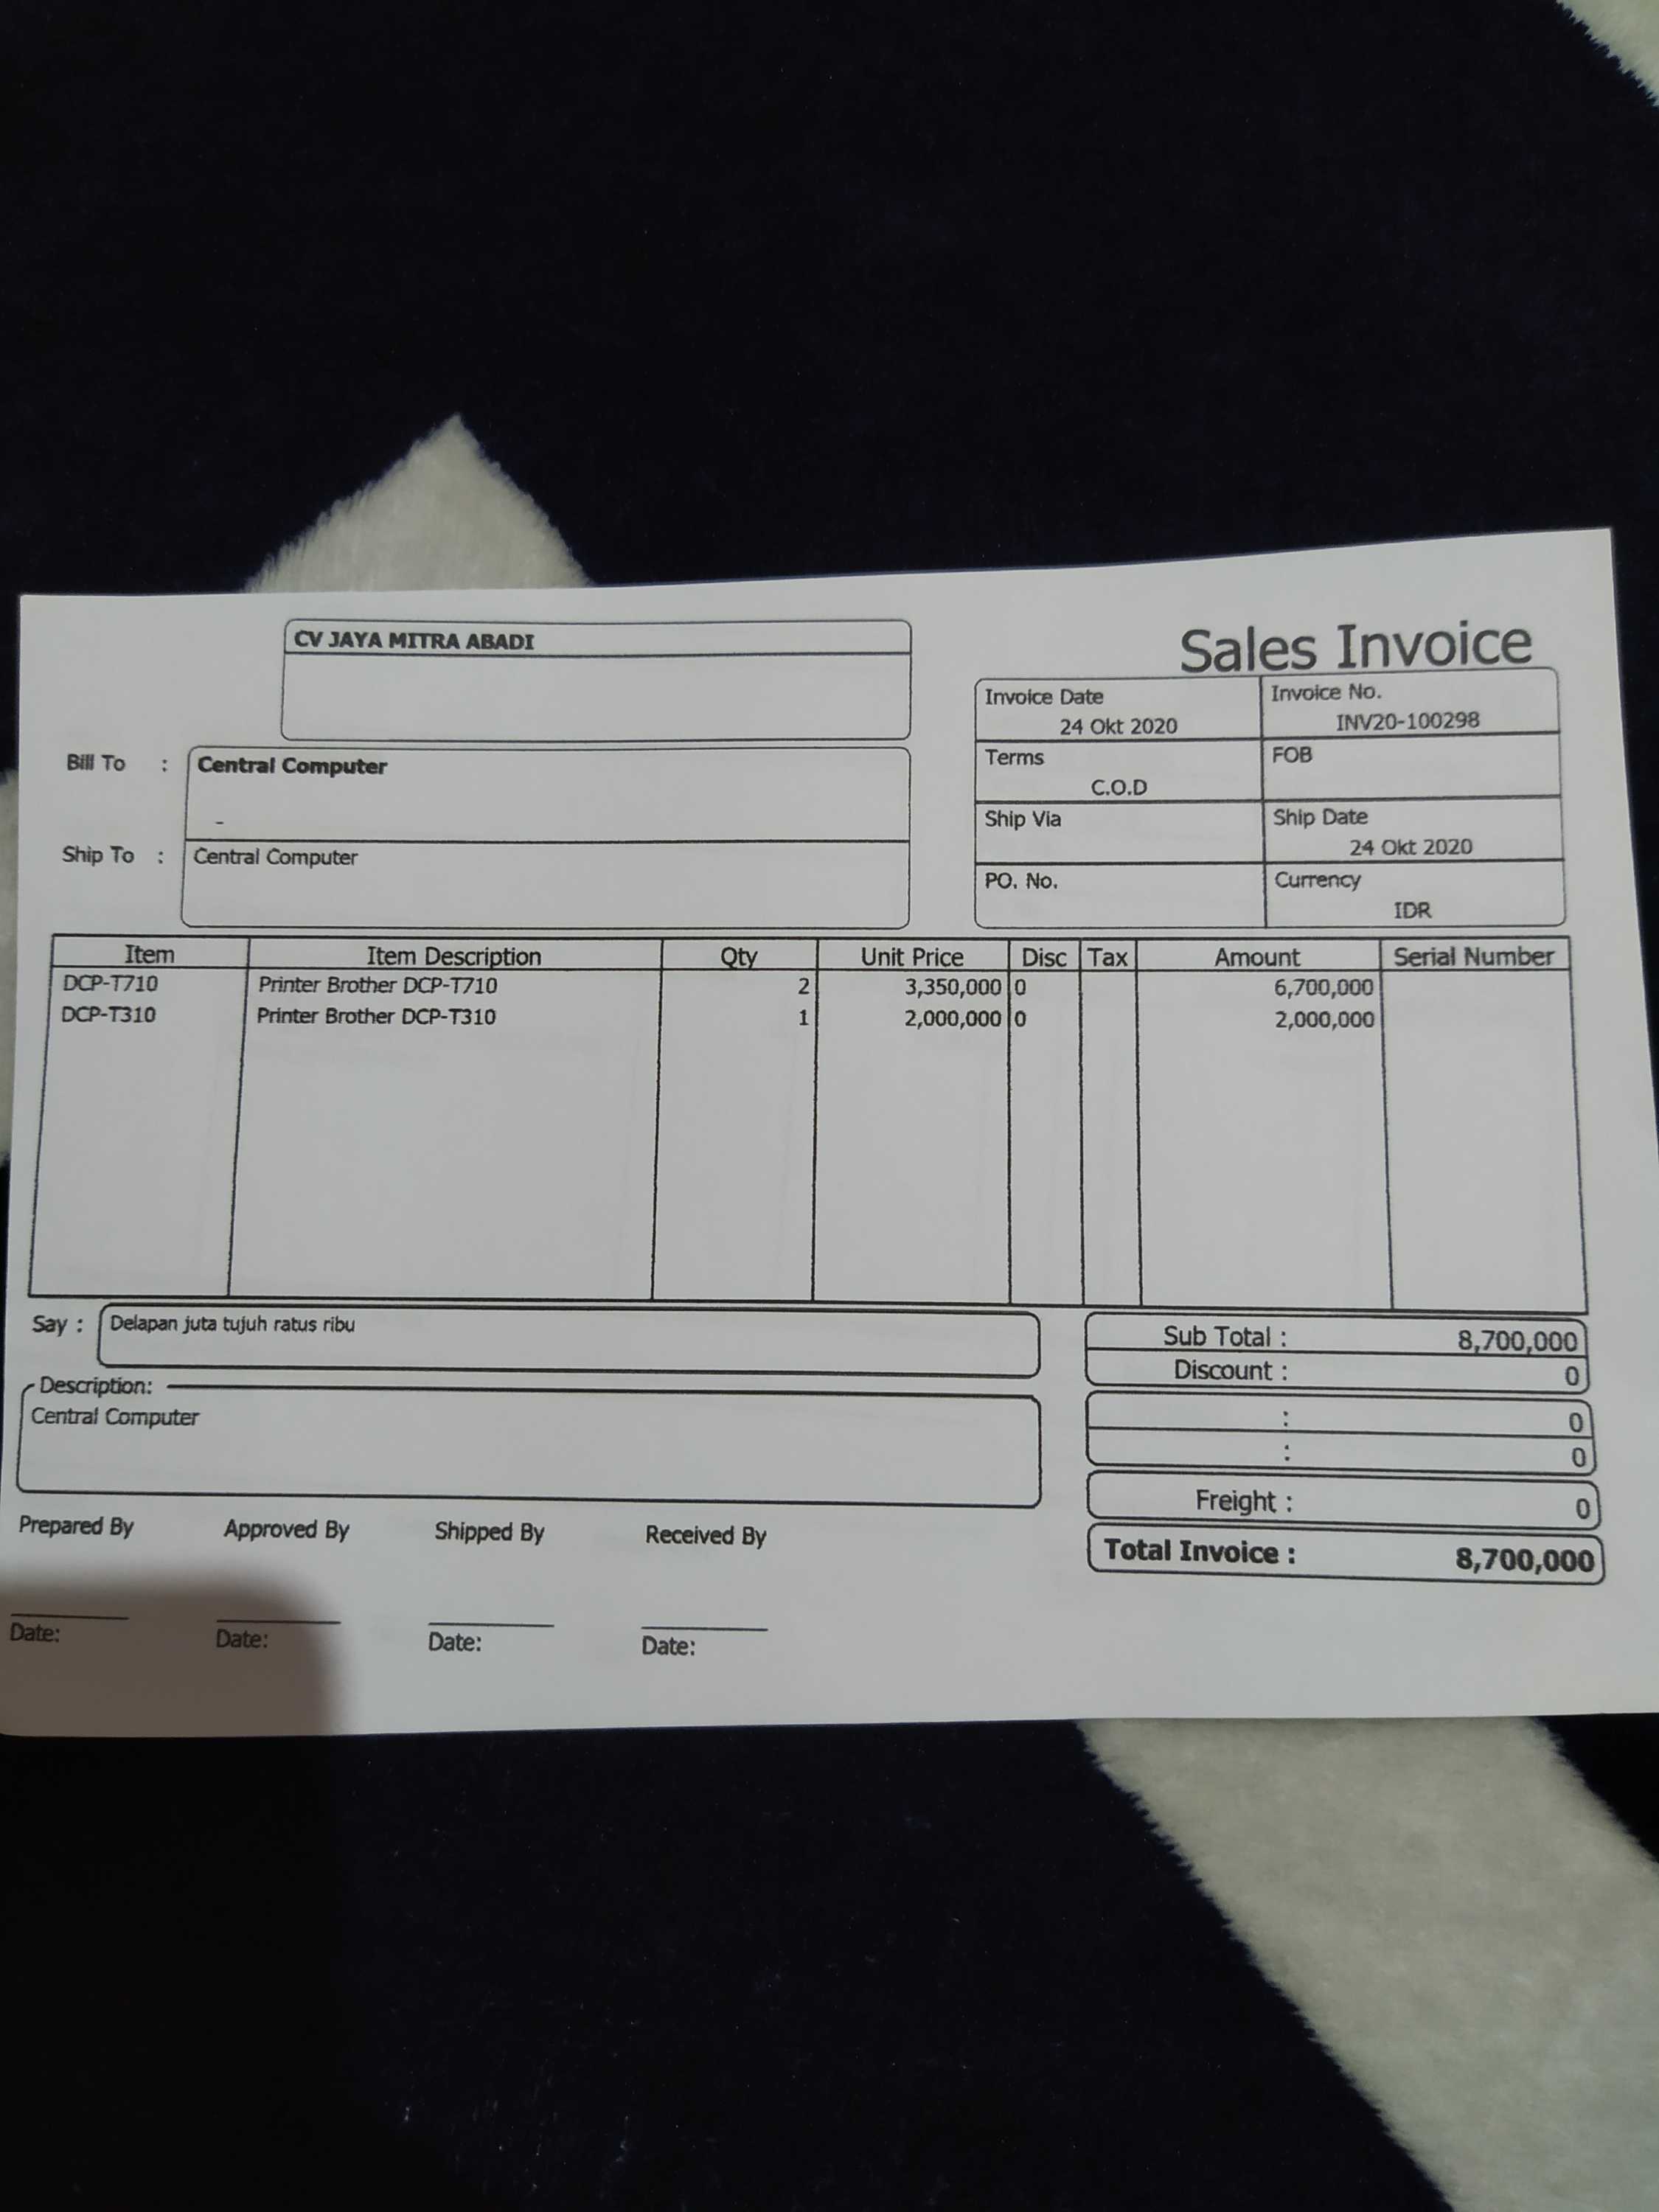 CV JAYA MITRA ABADI
Sales Invoice
Invoice Date
24 Okt 2020
Invoice No.
INV20-100298
Bill To : Central Computer
-
Terms
C.O.D
FOB
Ship To : Central Computer
Ship Via
Ship Date
24 Okt 2020
PO. No.
Currency
IDR
Item Item Description Qty Unit Price Disc Tax Amount Serial Number
DCP-T710 Printer Brother DCP-T710 2 3,350,000 0 6,700,000
DCP-T310 Printer Brother DCP-T310 1 2,000,000 0 2,000,000
Say : Delapan juta tujuh ratus ribu
Description:
Central Computer
Sub Total : 8,700,000
Discount : 0
: 0
: 0
Freight : 0
Total Invoice : 8,700,000
Prepared By Approved By Shipped By Received By
Date: Date: Date: Date: